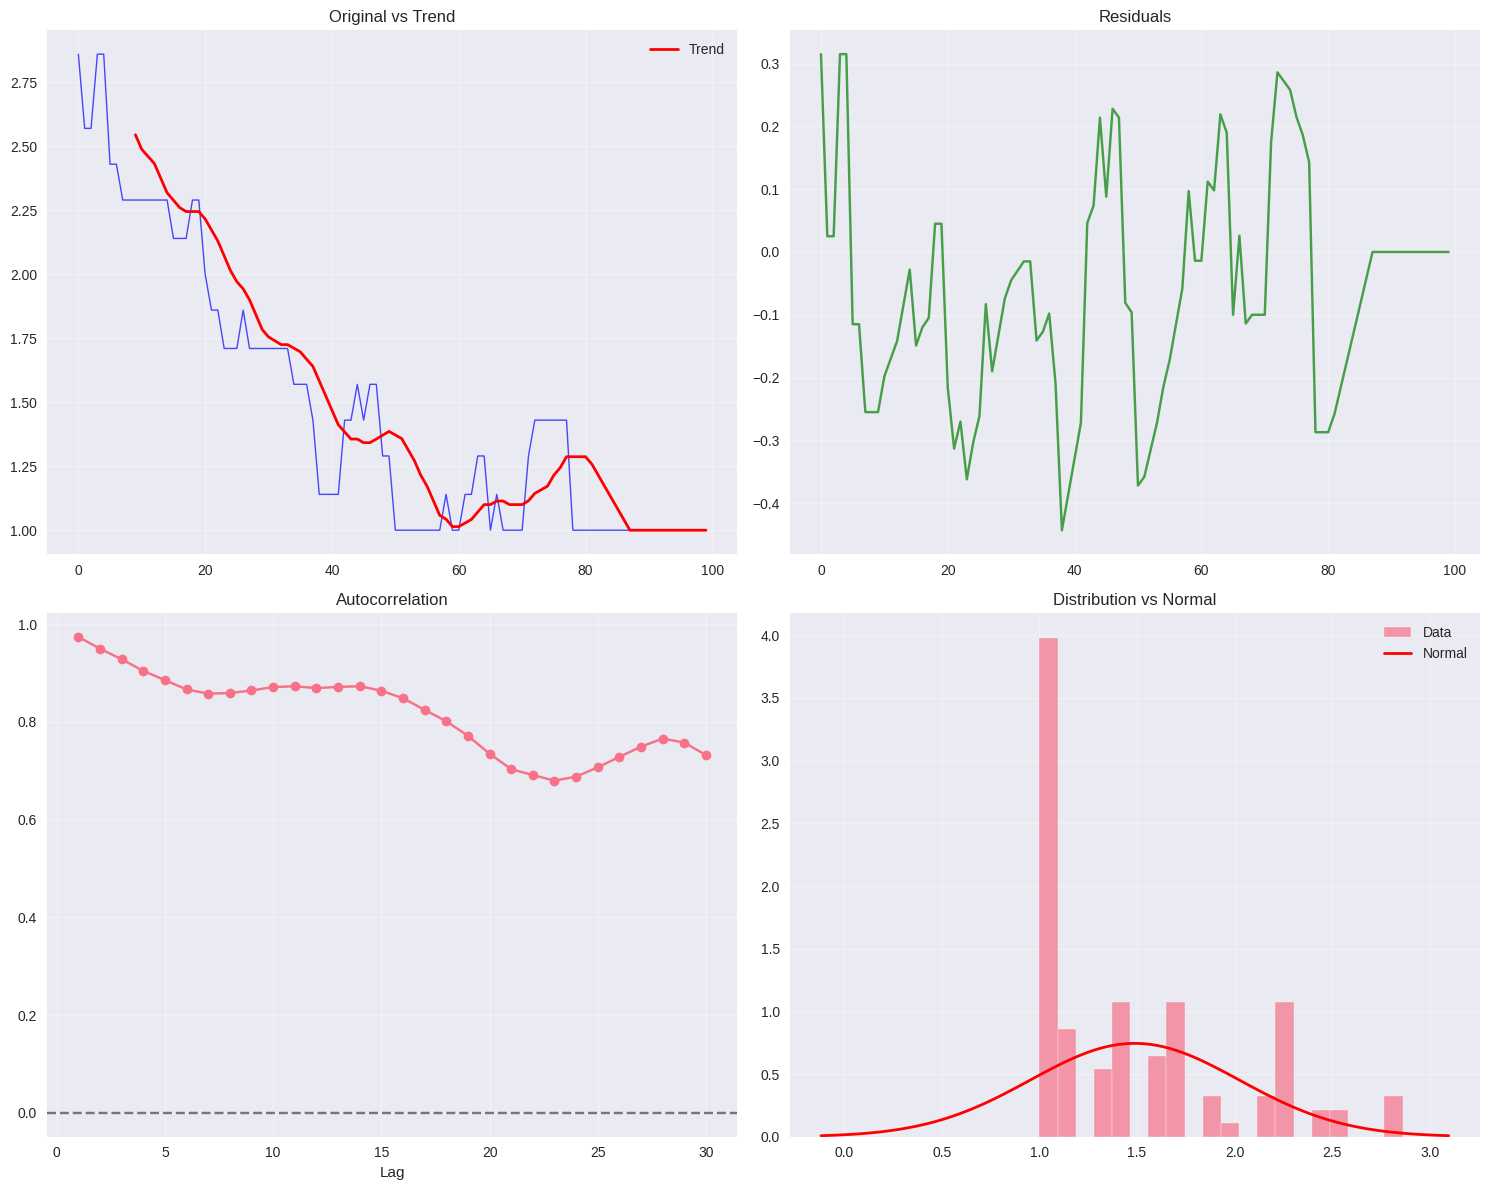 Original vs Trend
Trend
2.75
2.50
2.25
2.00
1.75
1.50
1.25
1.00
0 20 40 60 80 100
Residuals
0.3
0.2
0.1
0.0
−0.1
−0.2
−0.3
−0.4
0 20 40 60 80 100
Autocorrelation
1.0
0.8
0.6
0.4
0.2
0.0
0 5 10 15 20 25 30
Lag
Distribution vs Normal
Data
Normal
4.0
3.5
3.0
2.5
2.0
1.5
1.0
0.5
0.0
0.0 0.5 1.0 1.5 2.0 2.5 3.0